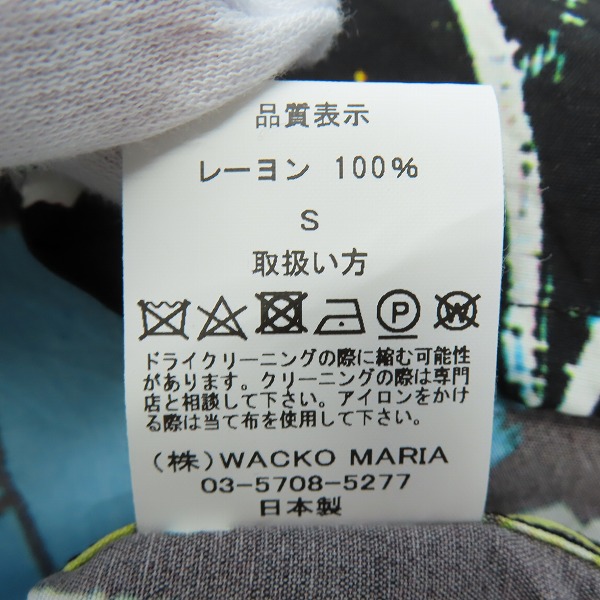 品質表示
レーヨン 100%
S
取扱い方
P W
ドライクリーニングの際に縮む可能性
があります。クリーニングの際は専門
店と相談して下さい。アイロンをかけ
る際は当て布を使用して下さい。
(株)WACKO MARIA
03-5708-5277
日本製